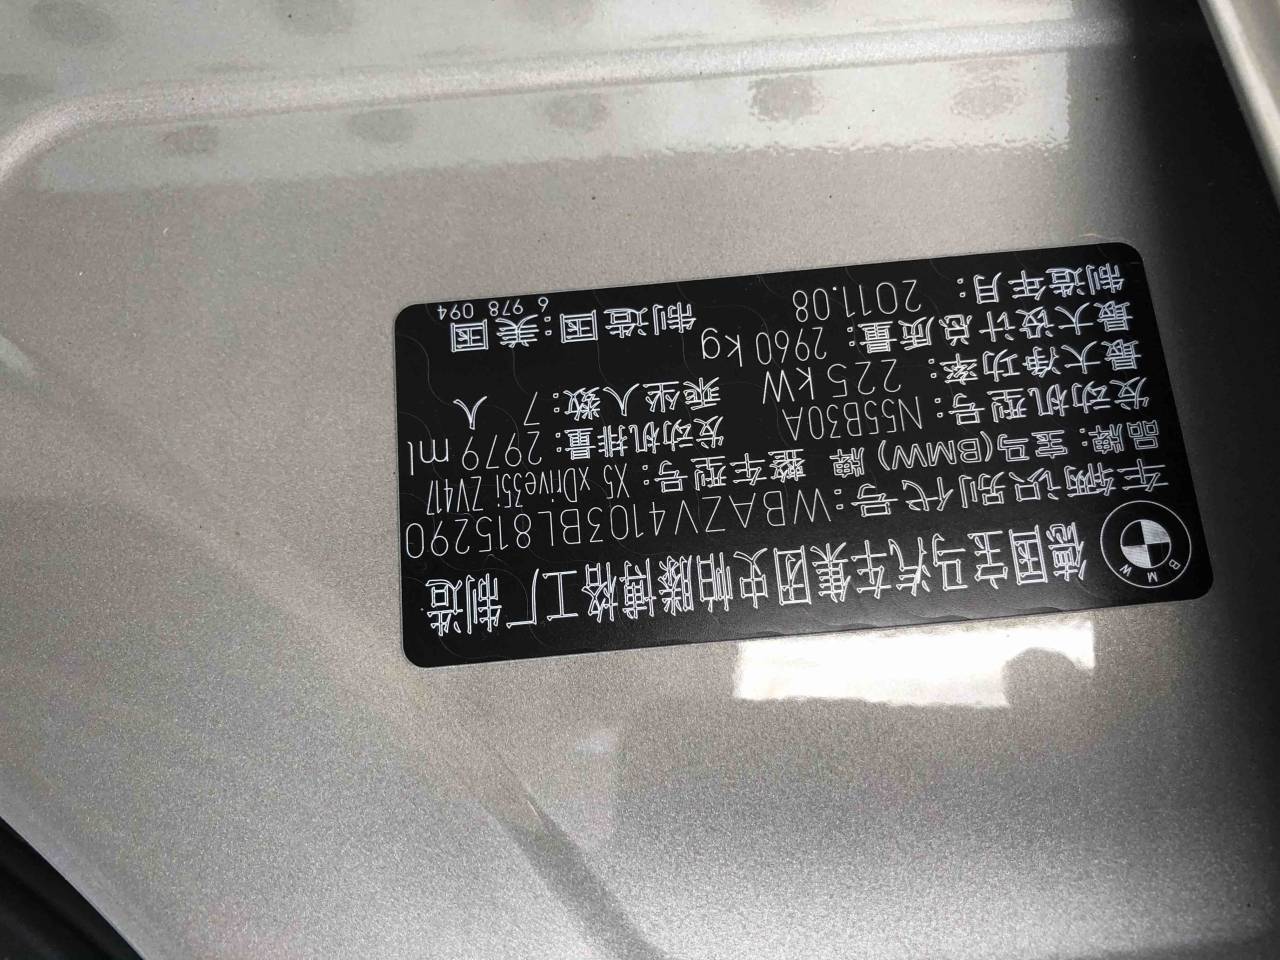 BMW
德国宝马汽车集团史帕滕博格工厂 制造
车辆识别代号：WBAZV4103BL815290
品牌：宝马(BMW) 牌 整车型号：X5 xDrive35i ZV417
发动机型号：N55B30A 发动机排量：2979 ml
最大净功率：225 kW 乘坐人数：7 人
最大设计总质量：2960 kg
制造年月：2011.08 制造国：美国
6 978 094